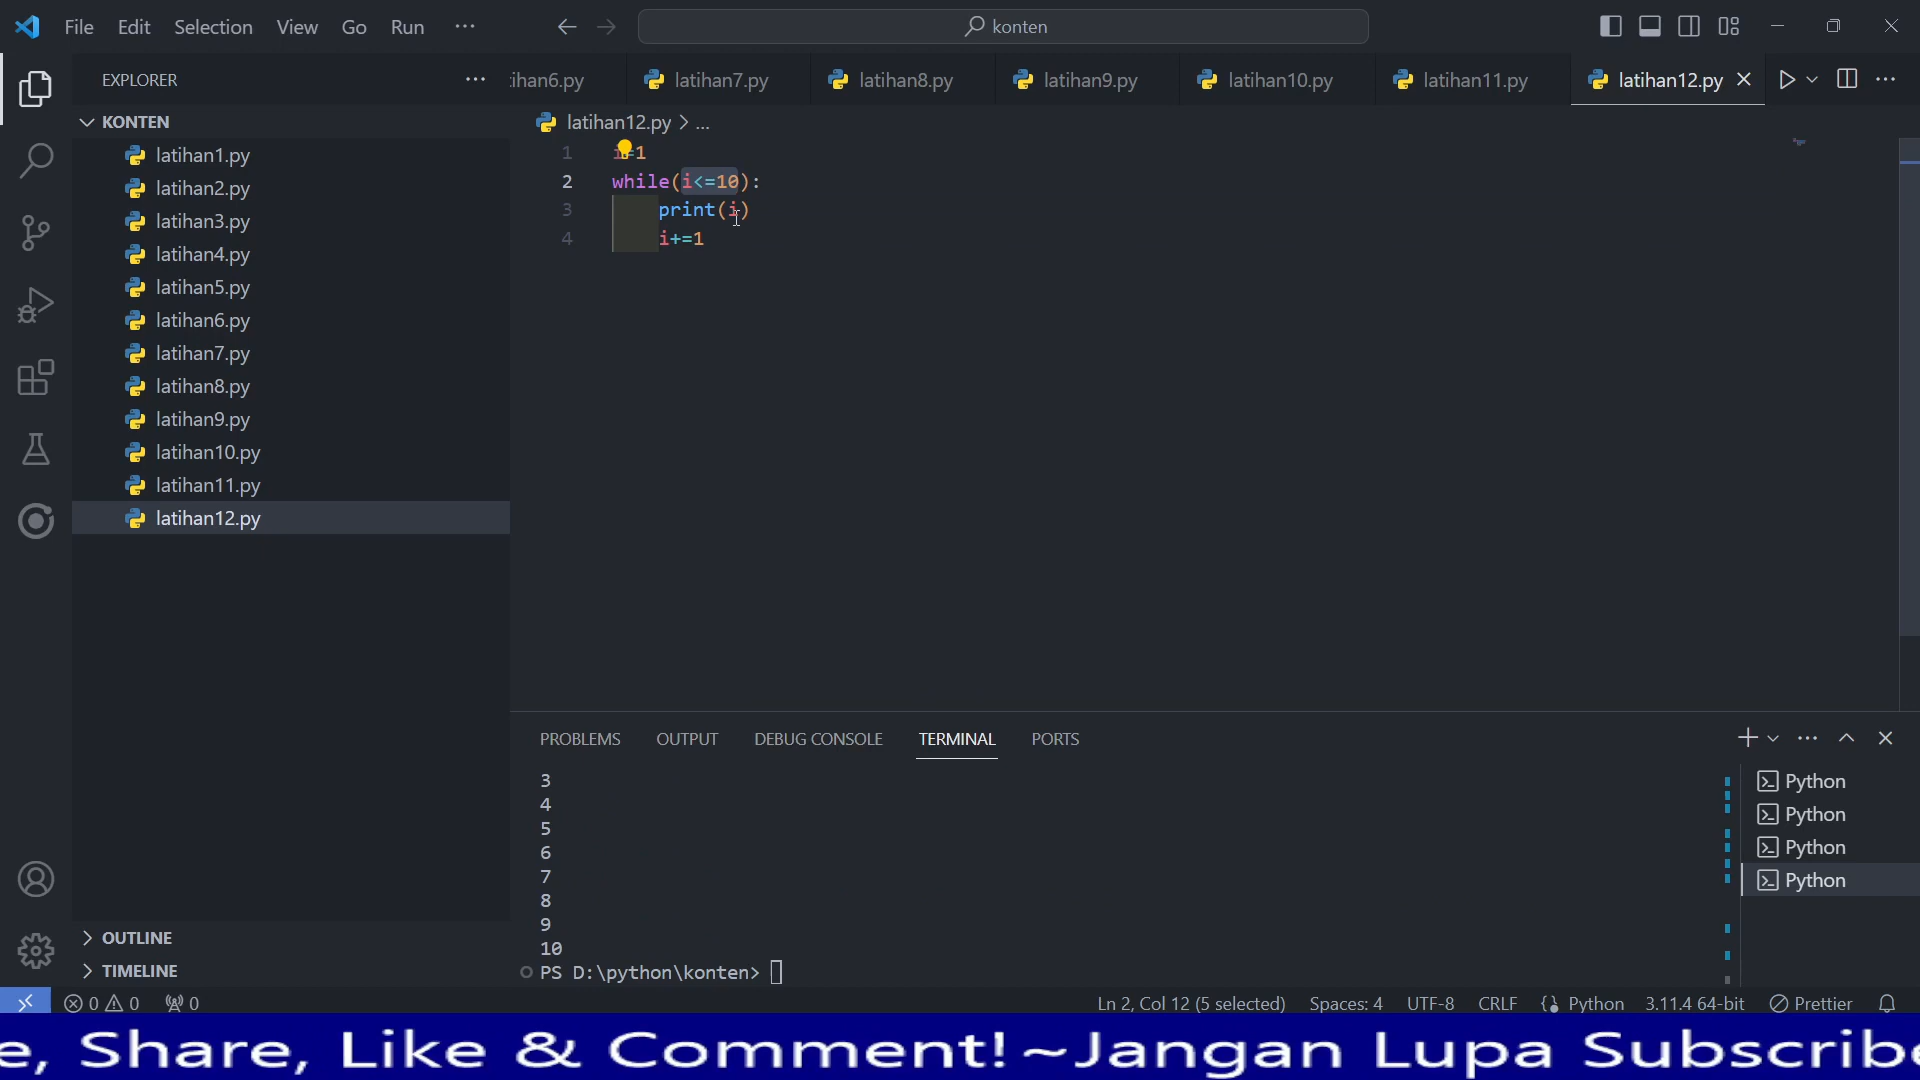 File Edit Selection View Go Run ··· konten
EXPLORER ··· ihan6.py latihan7.py latihan8.py latihan9.py latihan10.py latihan11.py latihan12.py ···
KONTEN
latihan1.py
latihan2.py
latihan3.py
latihan4.py
latihan5.py
latihan6.py
latihan7.py
latihan8.py
latihan9.py
latihan10.py
latihan11.py
latihan12.py
OUTLINE
TIMELINE
latihan12.py > ...
1 i=1
2 while(i<=10):
3 print(i)
4 i+=1
PROBLEMS OUTPUT DEBUG CONSOLE TERMINAL PORTS ···
3
4
5
6
7
8
9
10
PS D:\python\konten>
Python
Python
Python
Python
0 0 0 Ln 2, Col 12 (5 selected) Spaces: 4 UTF-8 CRLF Python 3.11.4 64-bit Prettier
e, Share, Like & Comment! ~Jangan Lupa Subscribe